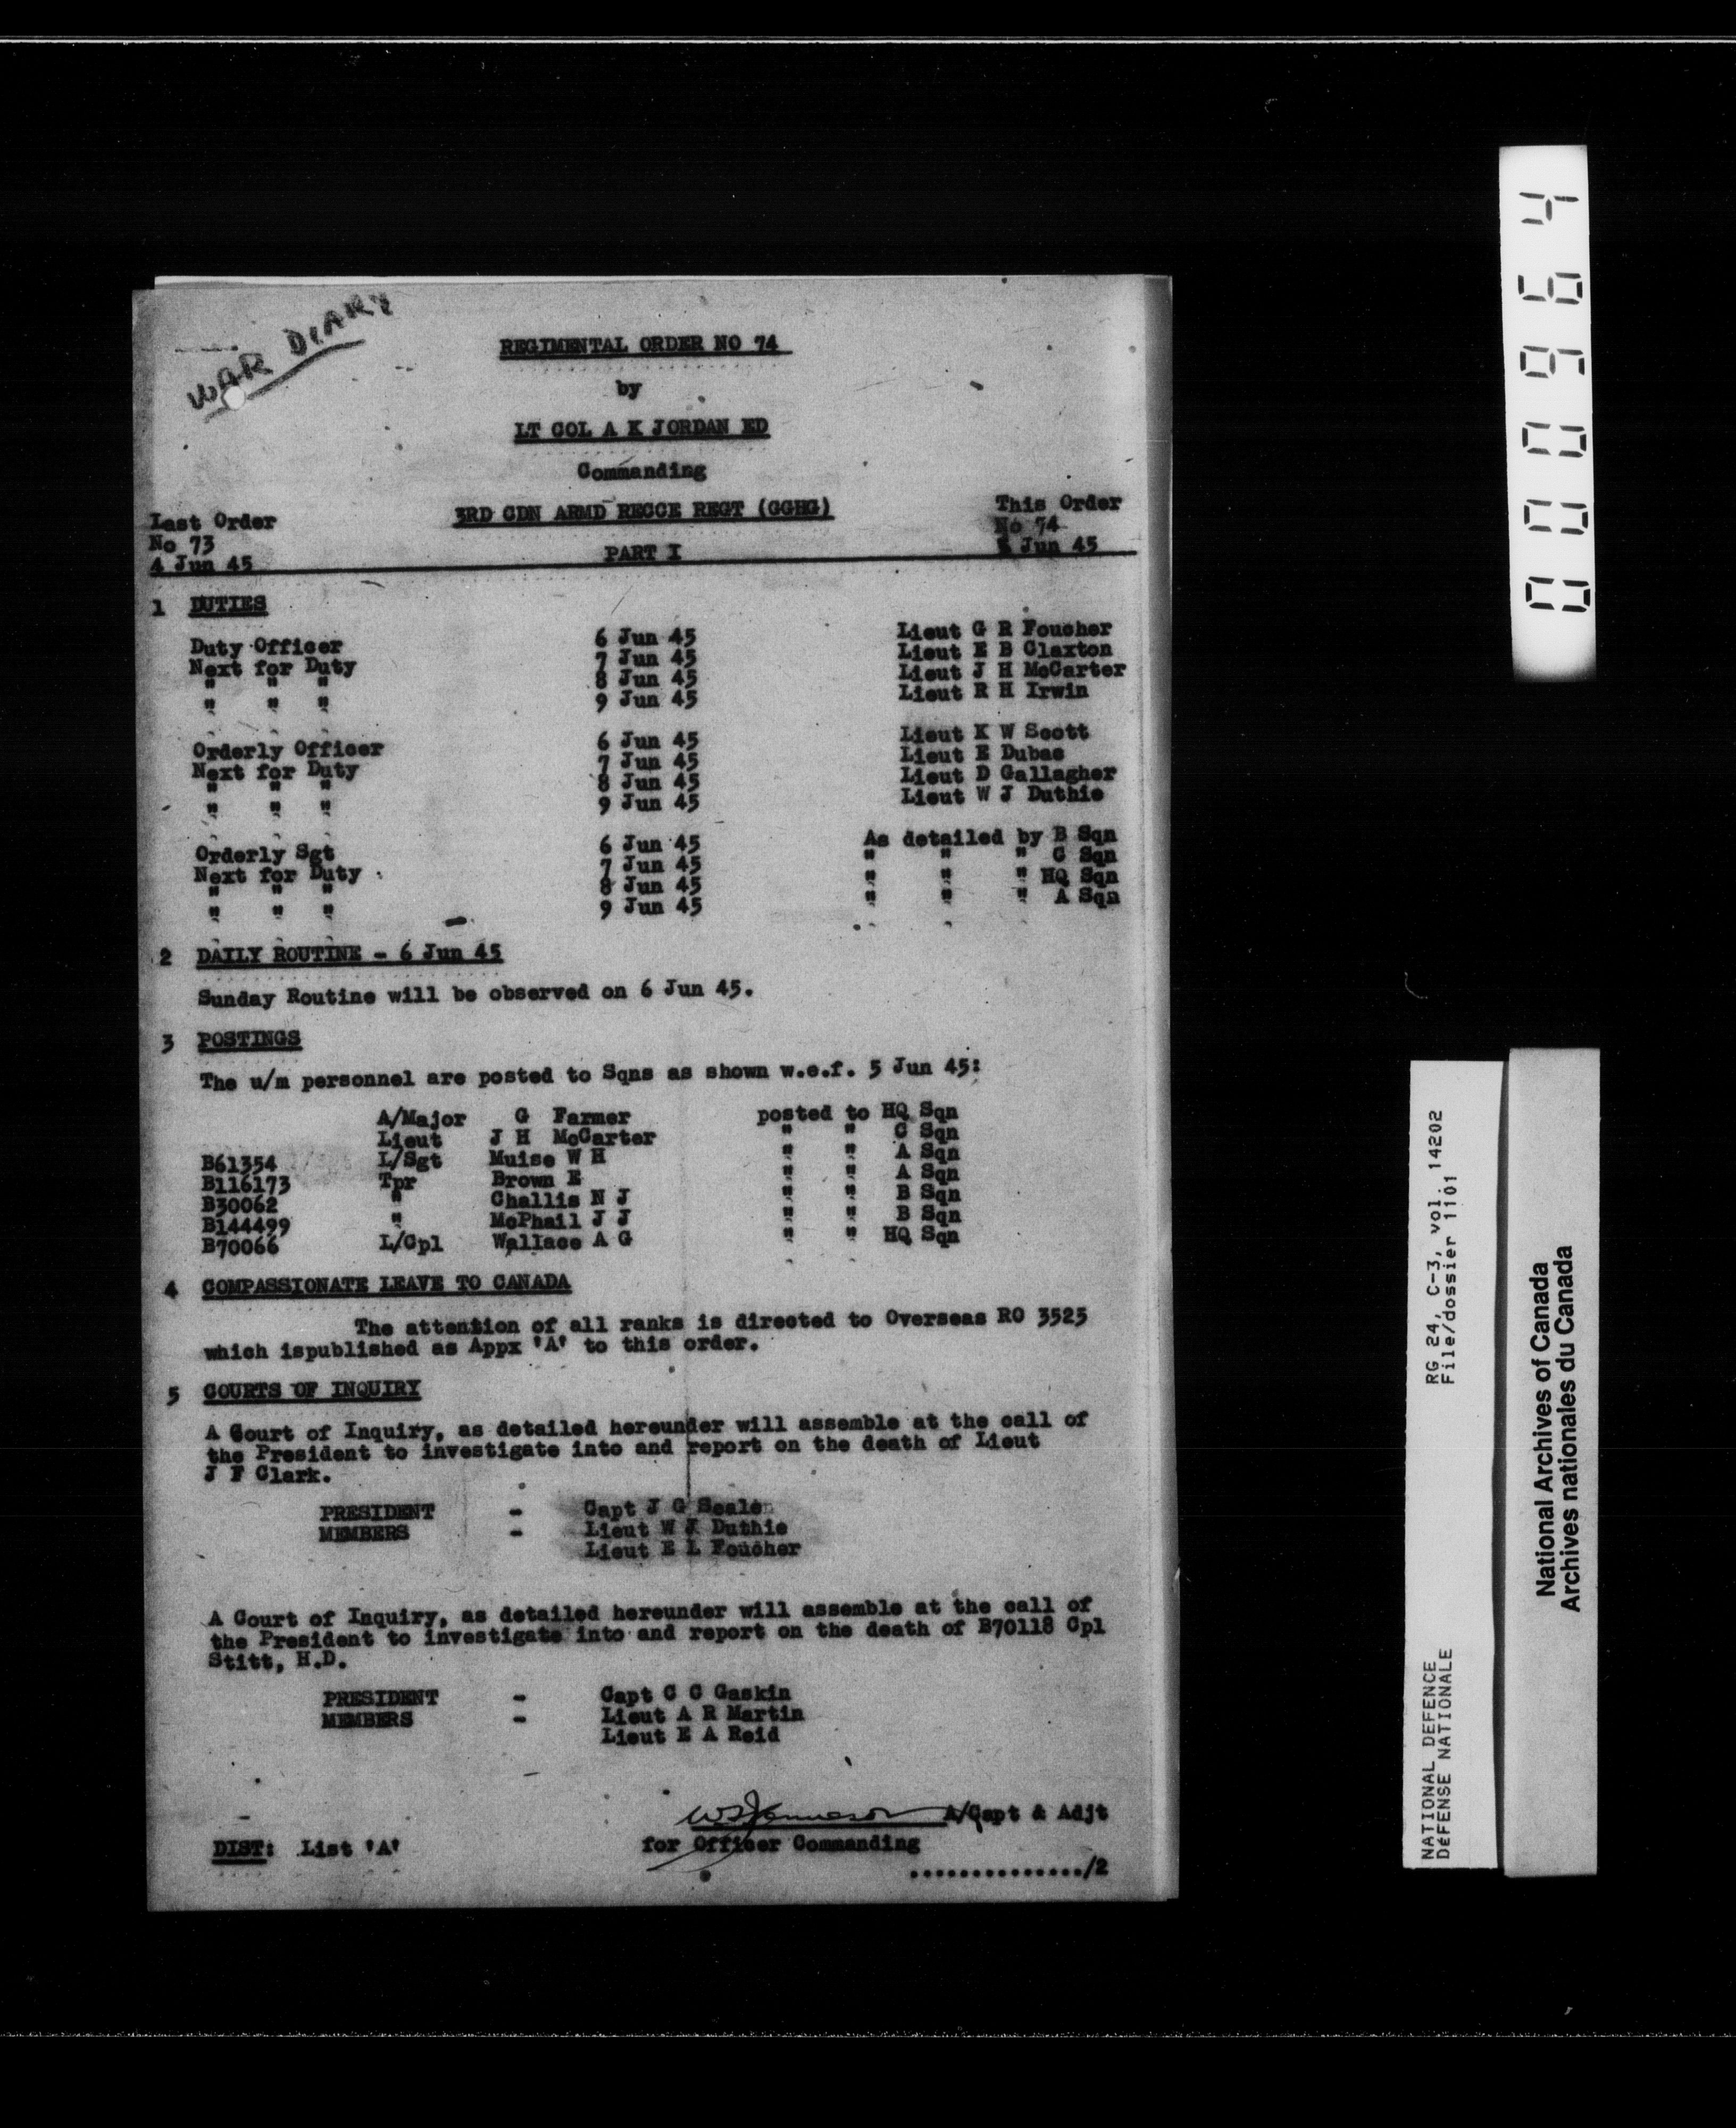 WAR DIARY
REGIMENTAL ORDER NO 74
by
LT COL A K JORDAN ED
Commanding
3RD CDN ARMD RECCE REGT (GGHG)
Last Order
No 73
4 Jun 45
This Order
No 74
5 Jun 45
PART I
1 DUTIES
Duty Officer 6 Jun 45 Lieut G R Foucher
Next for Duty 7 Jun 45 Lieut E B Claxton
" " " 8 Jun 45 Lieut J H McCarter
" " " 9 Jun 45 Lieut R H Irwin
Orderly Officer 6 Jun 45 Lieut K W Scott
Next for Duty 7 Jun 45 Lieut E Dubas
" " " 8 Jun 45 Lieut D Gallagher
" " " 9 Jun 45 Lieut W J Duthie
Orderly Sgt 6 Jun 45 As detailed by B Sqn
Next for Duty 7 Jun 45 " " " C Sqn
" " " 8 Jun 45 " " " HQ Sqn
" " " 9 Jun 45 " " " A Sqn
2 DAILY ROUTINE - 6 Jun 45
Sunday Routine will be observed on 6 Jun 45.
3 POSTINGS
The u/m personnel are posted to Sqns as shown w.e.f. 5 Jun 45:
A/Major G Farmer posted to HQ Sqn
Lieut J H McCarter " " C Sqn
B61354 L/Sgt Muise W H " " A Sqn
B116173 Tpr Brown E " " A Sqn
B30062 " Challis N J " " B Sqn
B144499 " McPhail J J " " B Sqn
B70066 L/Cpl Wallace A G " " HQ Sqn
4 COMPASSIONATE LEAVE TO CANADA
The attention of all ranks is directed to Overseas RO 3525
which ispublished as Appx 'A' to this order.
5 COURTS OF INQUIRY
A Court of Inquiry, as detailed hereunder will assemble at the call of
the President to investigate into and report on the death of Lieut
J F Clark.
PRESIDENT - Capt J G Seale
MEMBERS - Lieut W J Duthie
Lieut E L Foucher
A Court of Inquiry, as detailed hereunder will assemble at the call of
the President to investigate into and report on the death of B70118 Cpl
Stitt, H.D.
PRESIDENT - Capt C C Gaskin
MEMBERS - Lieut A R Martin
Lieut E A Reid
A/Capt & Adjt
for Officer Commanding
DIST: List 'A'
.............../2
000964
RG 24, C-3, vol. 14202
File/dossier 1101
NATIONAL DEFENCE
DéFENSE NATIONALE
National Archives of Canada
Archives nationales du Canada